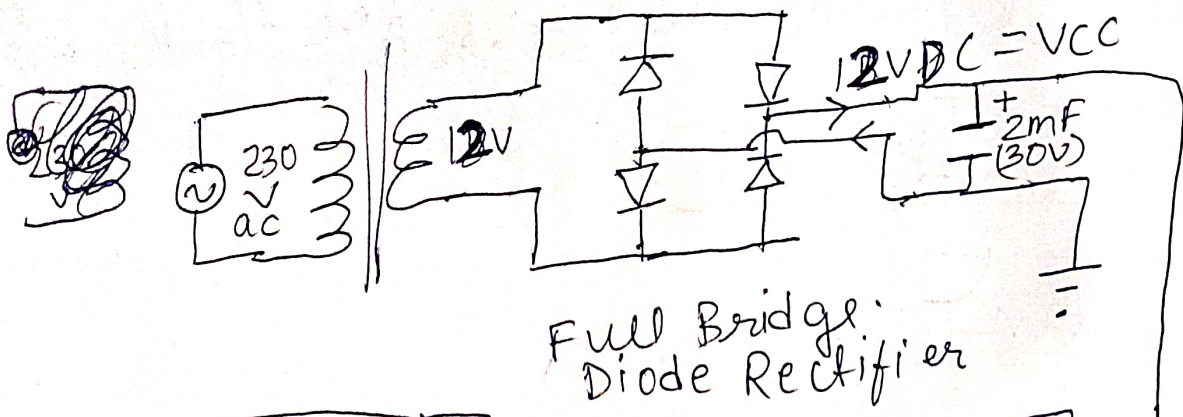 12VDC = VCC
230
V
ac
12V
+
2mF
(30V)
Full Bridge
Diode Rectifier